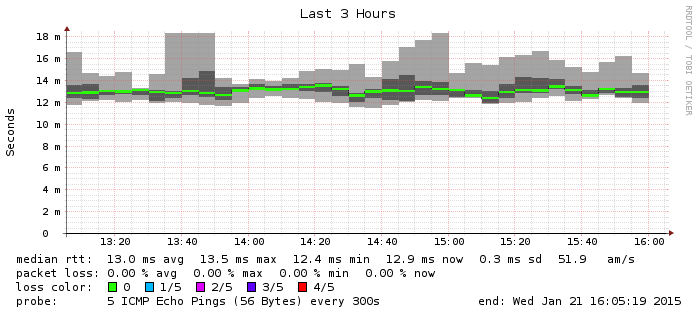 Last 3 Hours
RRDTOOL / TOBI OETIKER
Seconds
18 m
16 m
14 m
12 m
10 m
8 m
6 m
4 m
2 m
0
13:20 13:40 14:00 14:20 14:40 15:00 15:20 15:40 16:00
median rtt: 13.0 ms avg 13.5 ms max 12.4 ms min 12.9 ms now 0.3 ms sd 51.9 am/s
packet loss: 0.00 % avg 0.00 % max 0.00 % min 0.00 % now
loss color: 0 1/5 2/5 3/5 4/5
probe: 5 ICMP Echo Pings (56 Bytes) every 300s end: Wed Jan 21 16:05:19 2015